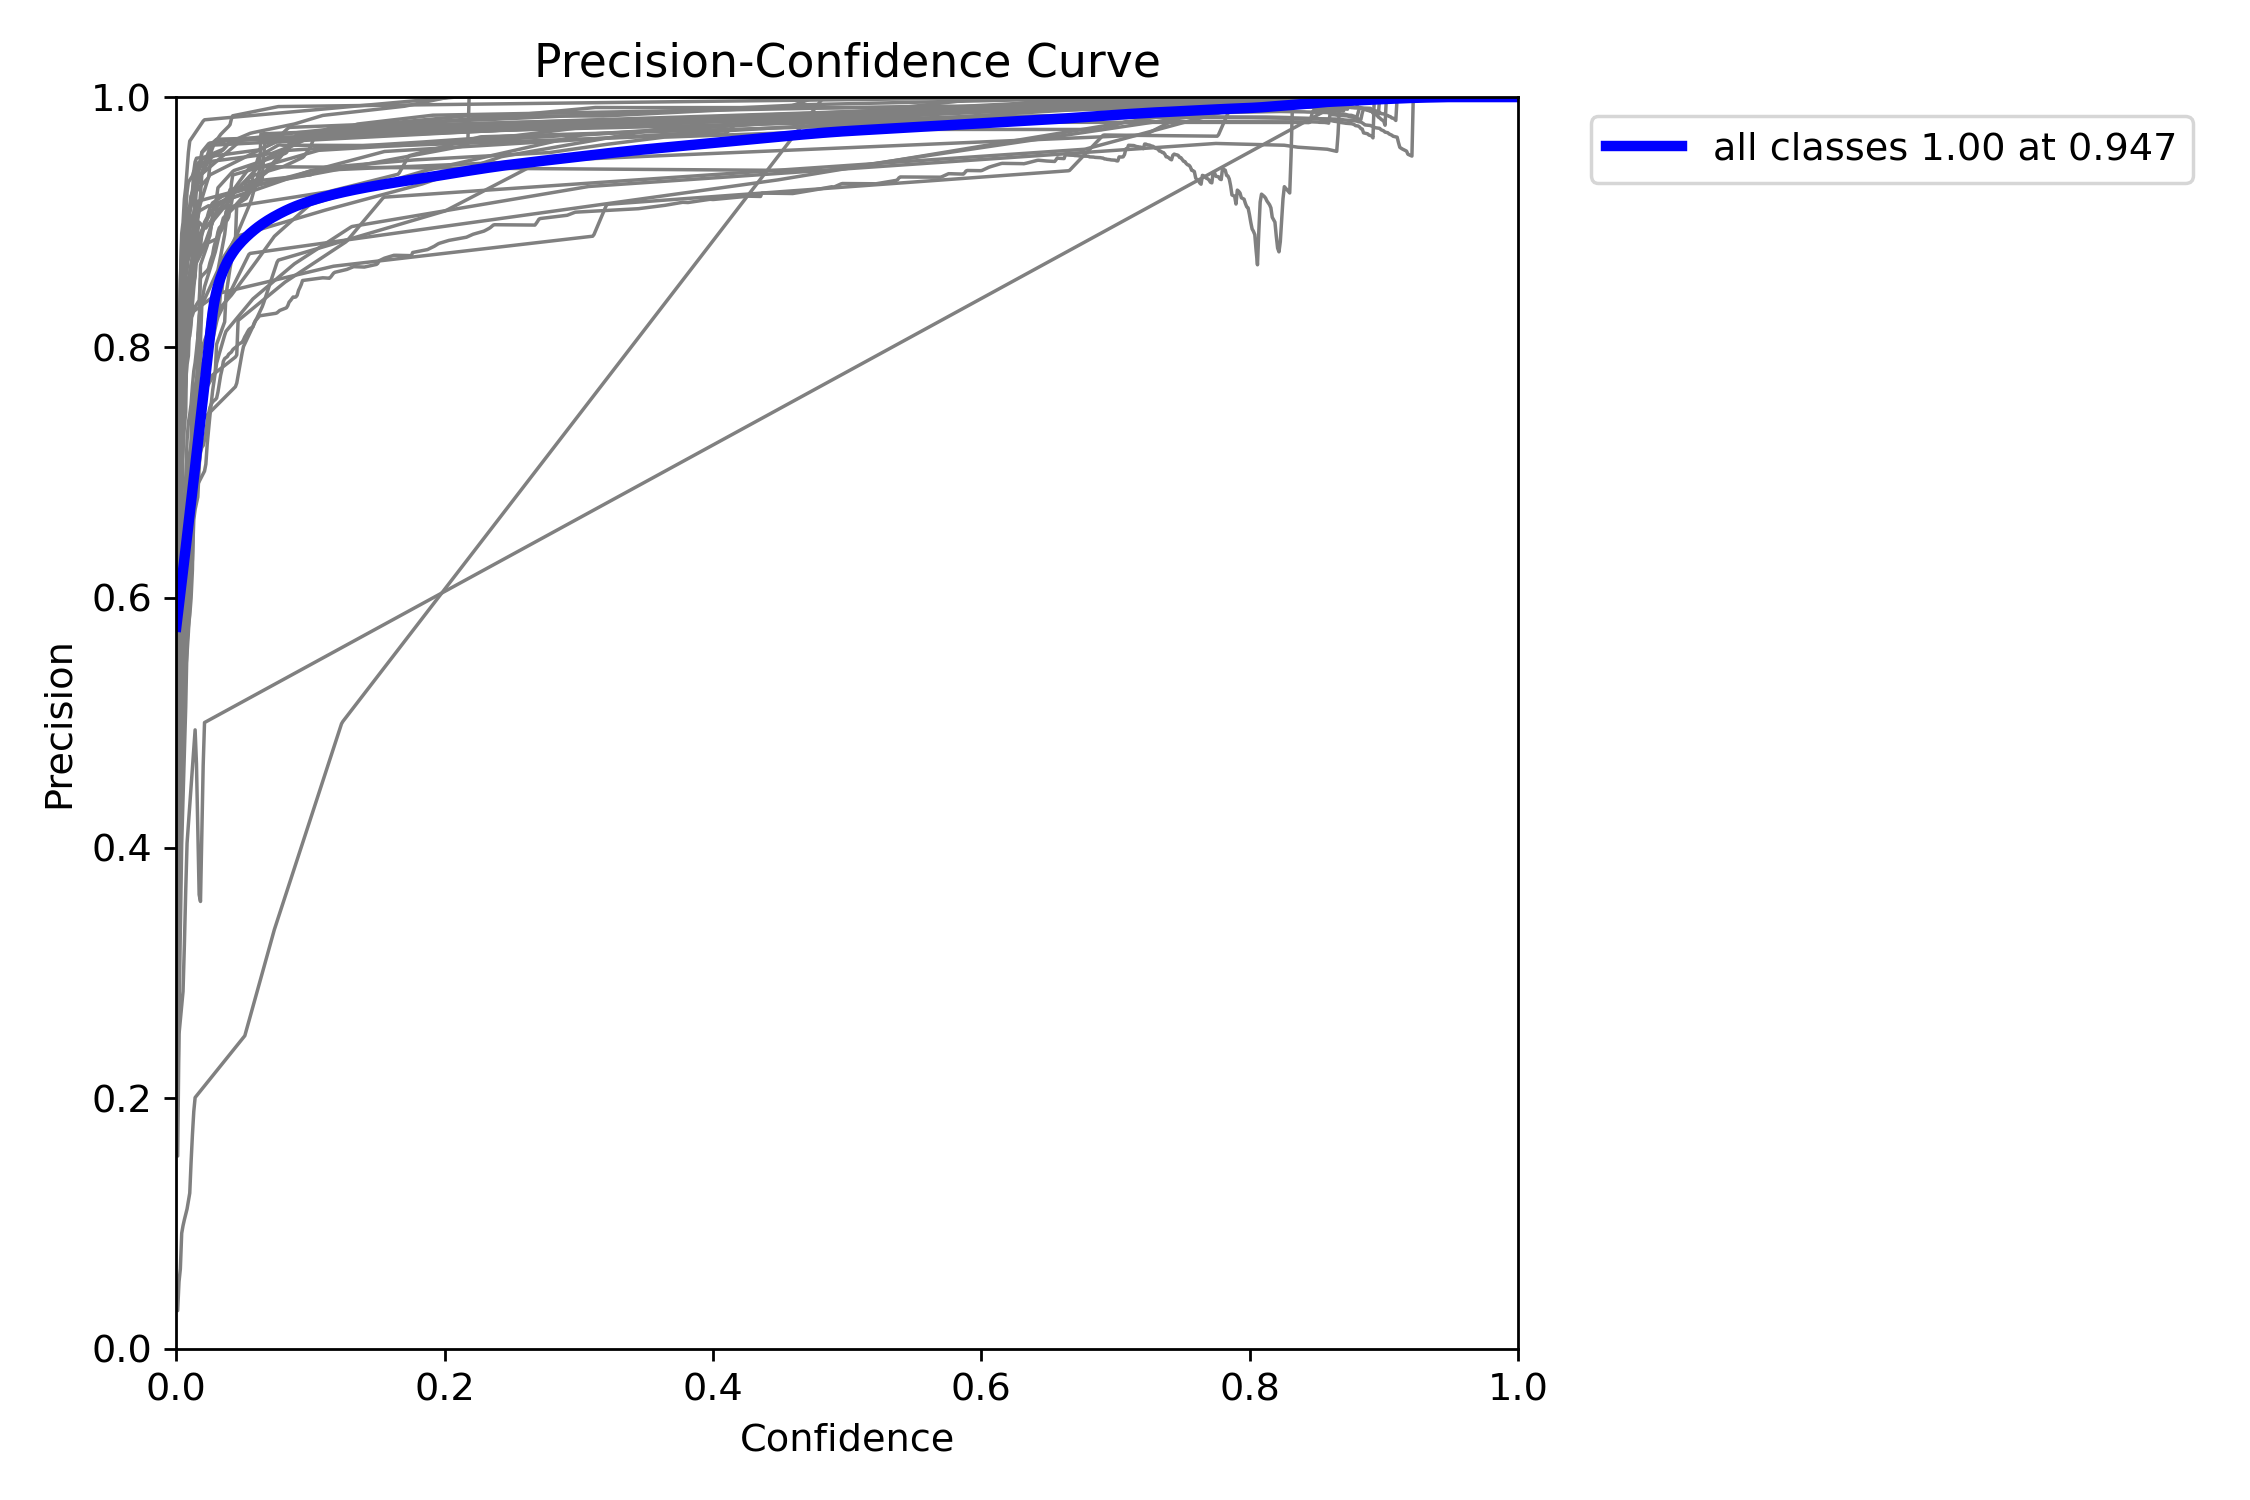 Precision-Confidence Curve
all classes 1.00 at 0.947
1.0
0.8
0.6
0.4
0.2
0.0
Precision
0.0 0.2 0.4 0.6 0.8 1.0
Confidence